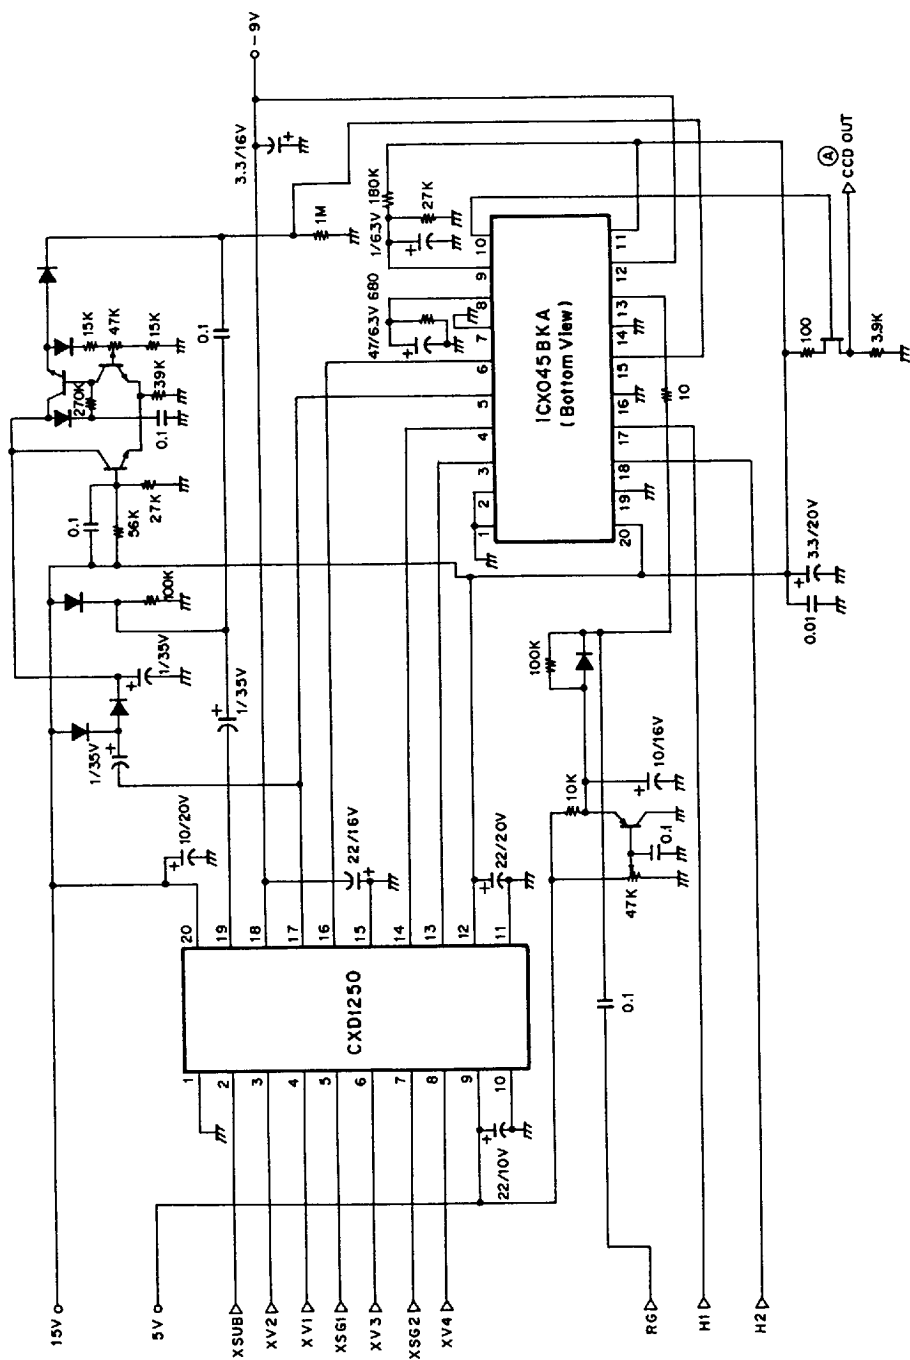 15V
5V
XSUB
XV2
XV1
XSG1
XV3
XSG2
XV4
RG
H1
H2
CXD1250
1
2
3
4
5
6
7
8
9
10
20
19
18
17
16
15
14
13
12
11
22/10V
10/20V
22/16V
22/20V
1/35V
1/35V
1/35V
100K
0.1
56K
27K
0.1
270K
39K
15K
47K
15K
0.1
1M
3.3/16V
-9V
47/6.3V 680
1/6.3V 180K
27K
ICX045BKA
(Bottom View)
1
2
3
4
5
6
7
8
9
10
20
19
18
17
16
15
14
13
12
11
10
100K
10K
10/16V
0.1
47K
0.1
0.01
3.3/20V
100
3.9K
A
CCD OUT